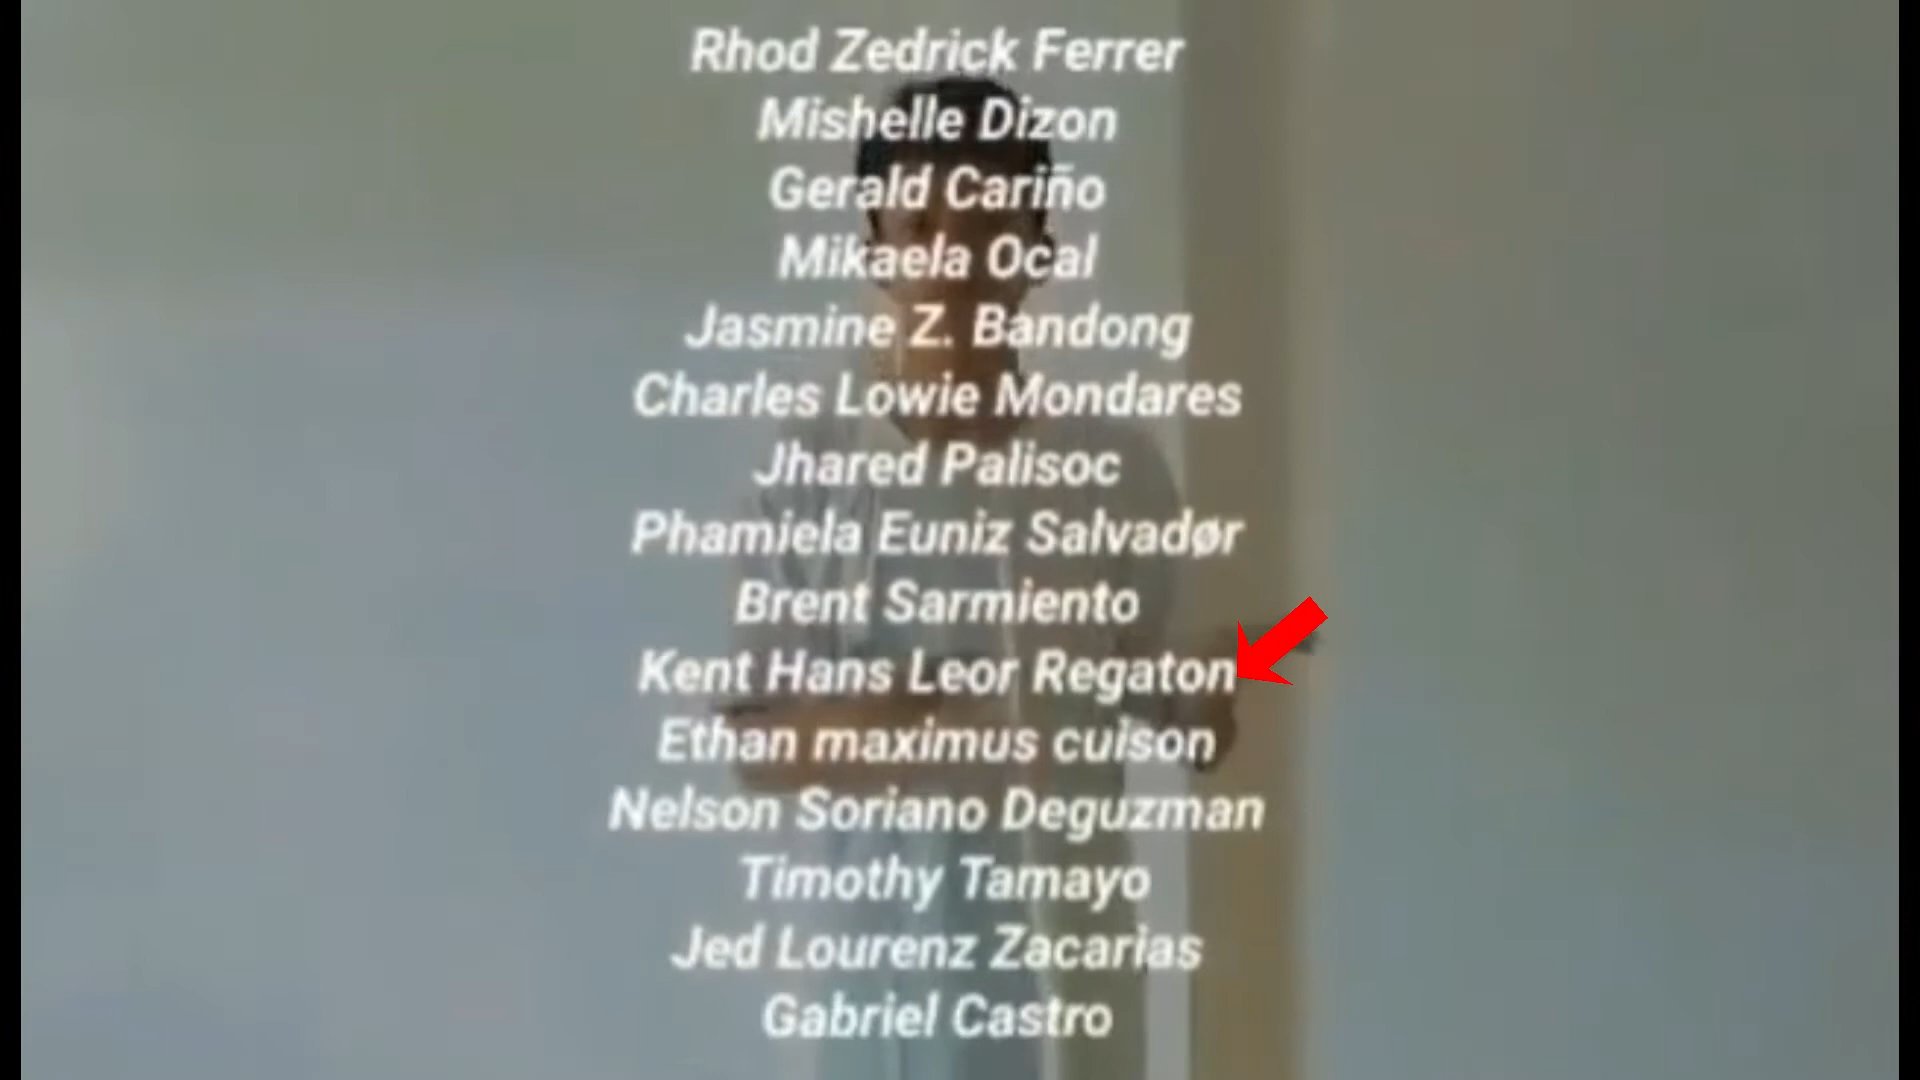 Rhod Zedrick Ferrer
Mishelle Dizon
Gerald Cariño
Mikaela Ocal
Jasmine Z. Bandong
Charles Lowie Mondares
Jhared Palisoc
Phamiela Euniz Salvadør
Brent Sarmiento
Kent Hans Leor Regaton
Ethan maximus cuison
Nelson Soriano Deguzman
Timothy Tamayo
Jed Lourenz Zacarias
Gabriel Castro